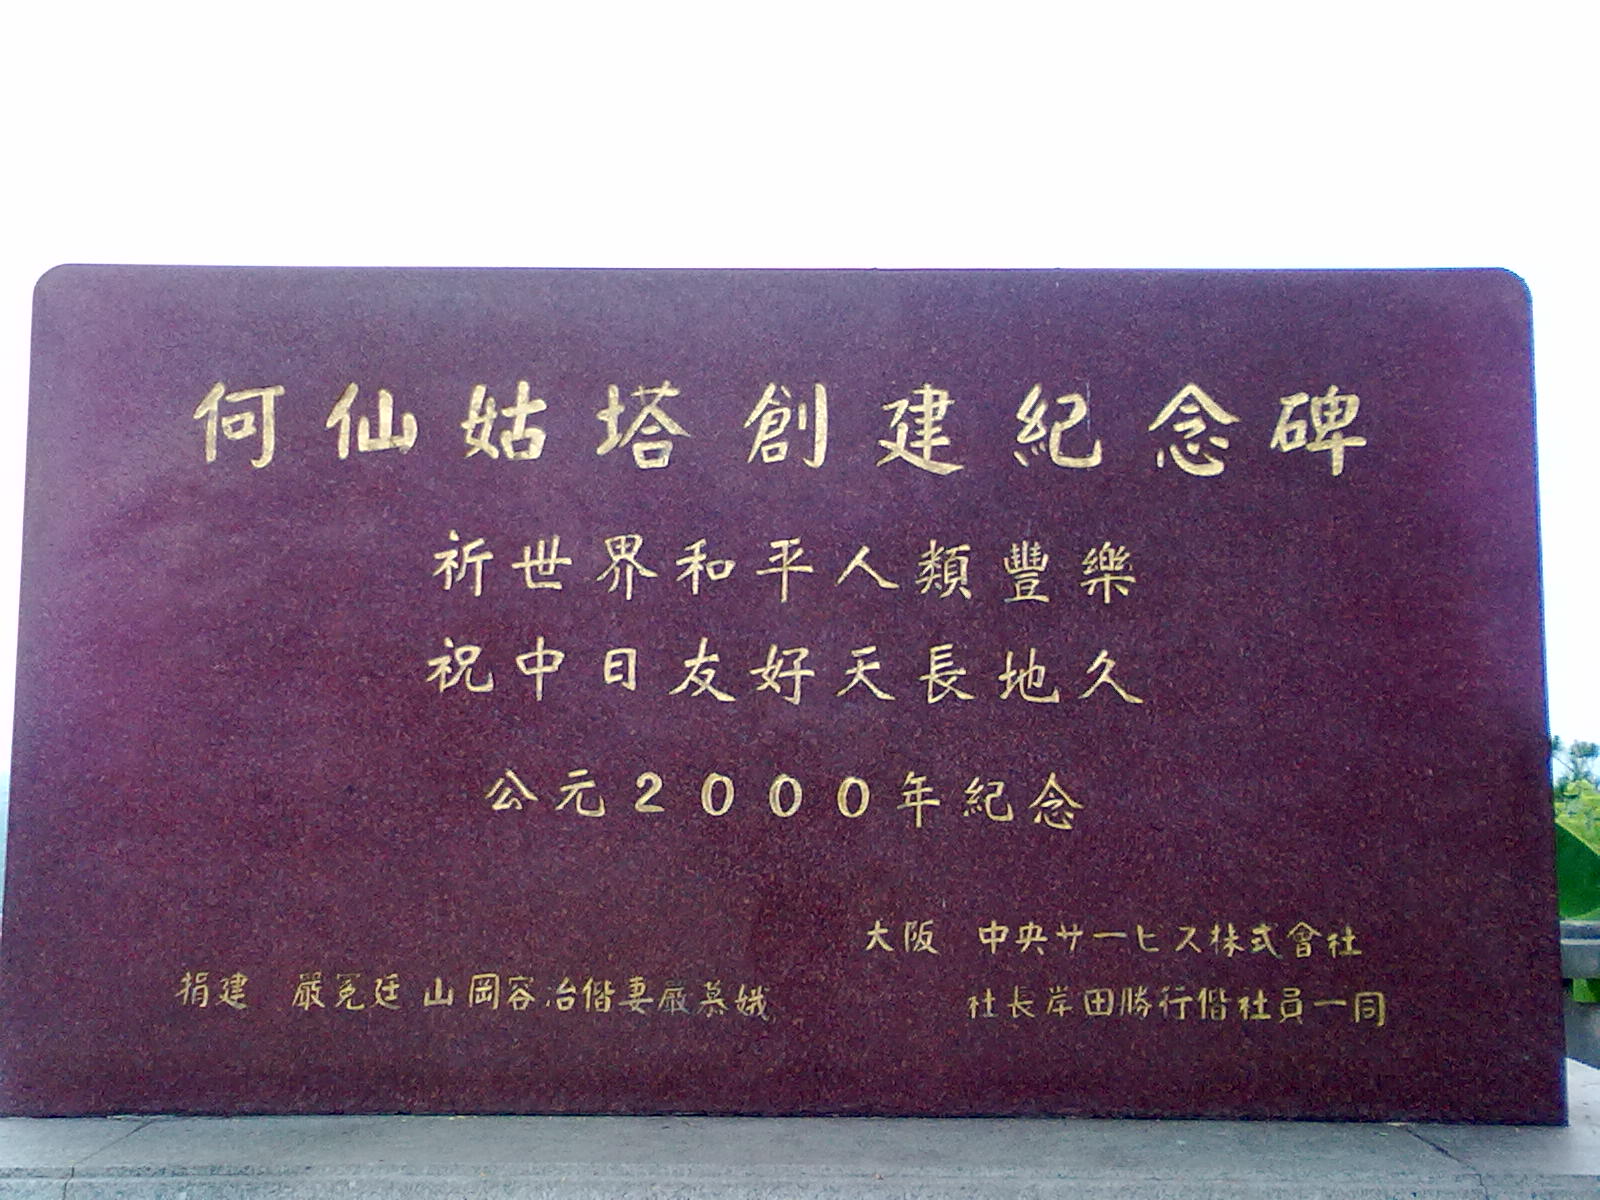 何仙姑塔創建紀念碑
祈世界和平人類豐樂
祝中日友好天長地久
公元2000年紀念
大阪 中央サービス株式會社
社長岸田勝行偕社員一同
捐建 嚴冕廷 山岡容治偕妻嚴慕娥